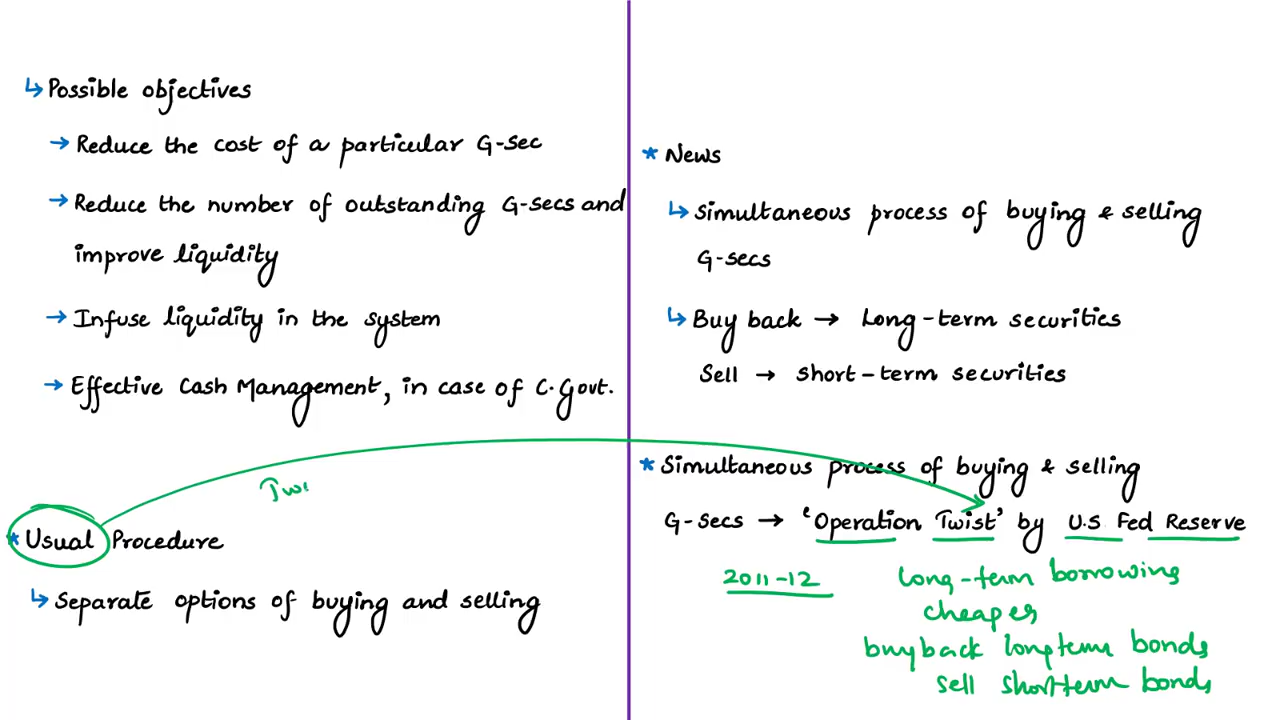 ↳ Possible objectives
→ Reduce the cost of a particular G-Sec
→ Reduce the number of outstanding G-secs and
improve liquidity
→ Infuse liquidity in the system
→ Effective Cash Management, in case of C.Govt.
Twi
* Usual Procedure
↳ Separate options of buying and selling
* News
↳ Simultaneous process of buying & selling
G-secs
↳ Buy back → Long-term securities
Sell → short-term securities
* Simultaneous process of buying & selling
G-secs → 'Operation Twist' by U.S Fed Reserve
2011-12 long-term borrowing
cheaper
buyback longterm bonds
sell shortterm bonds